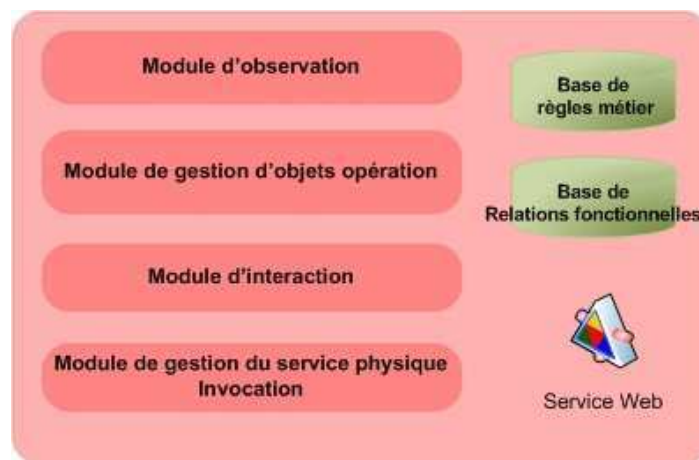 Module d'observation
Module de gestion d'objets opération
Module d'interaction
Module de gestion du service physique
Invocation
Base de
règles métier
Base de
Relations fonctionnelles
Service Web